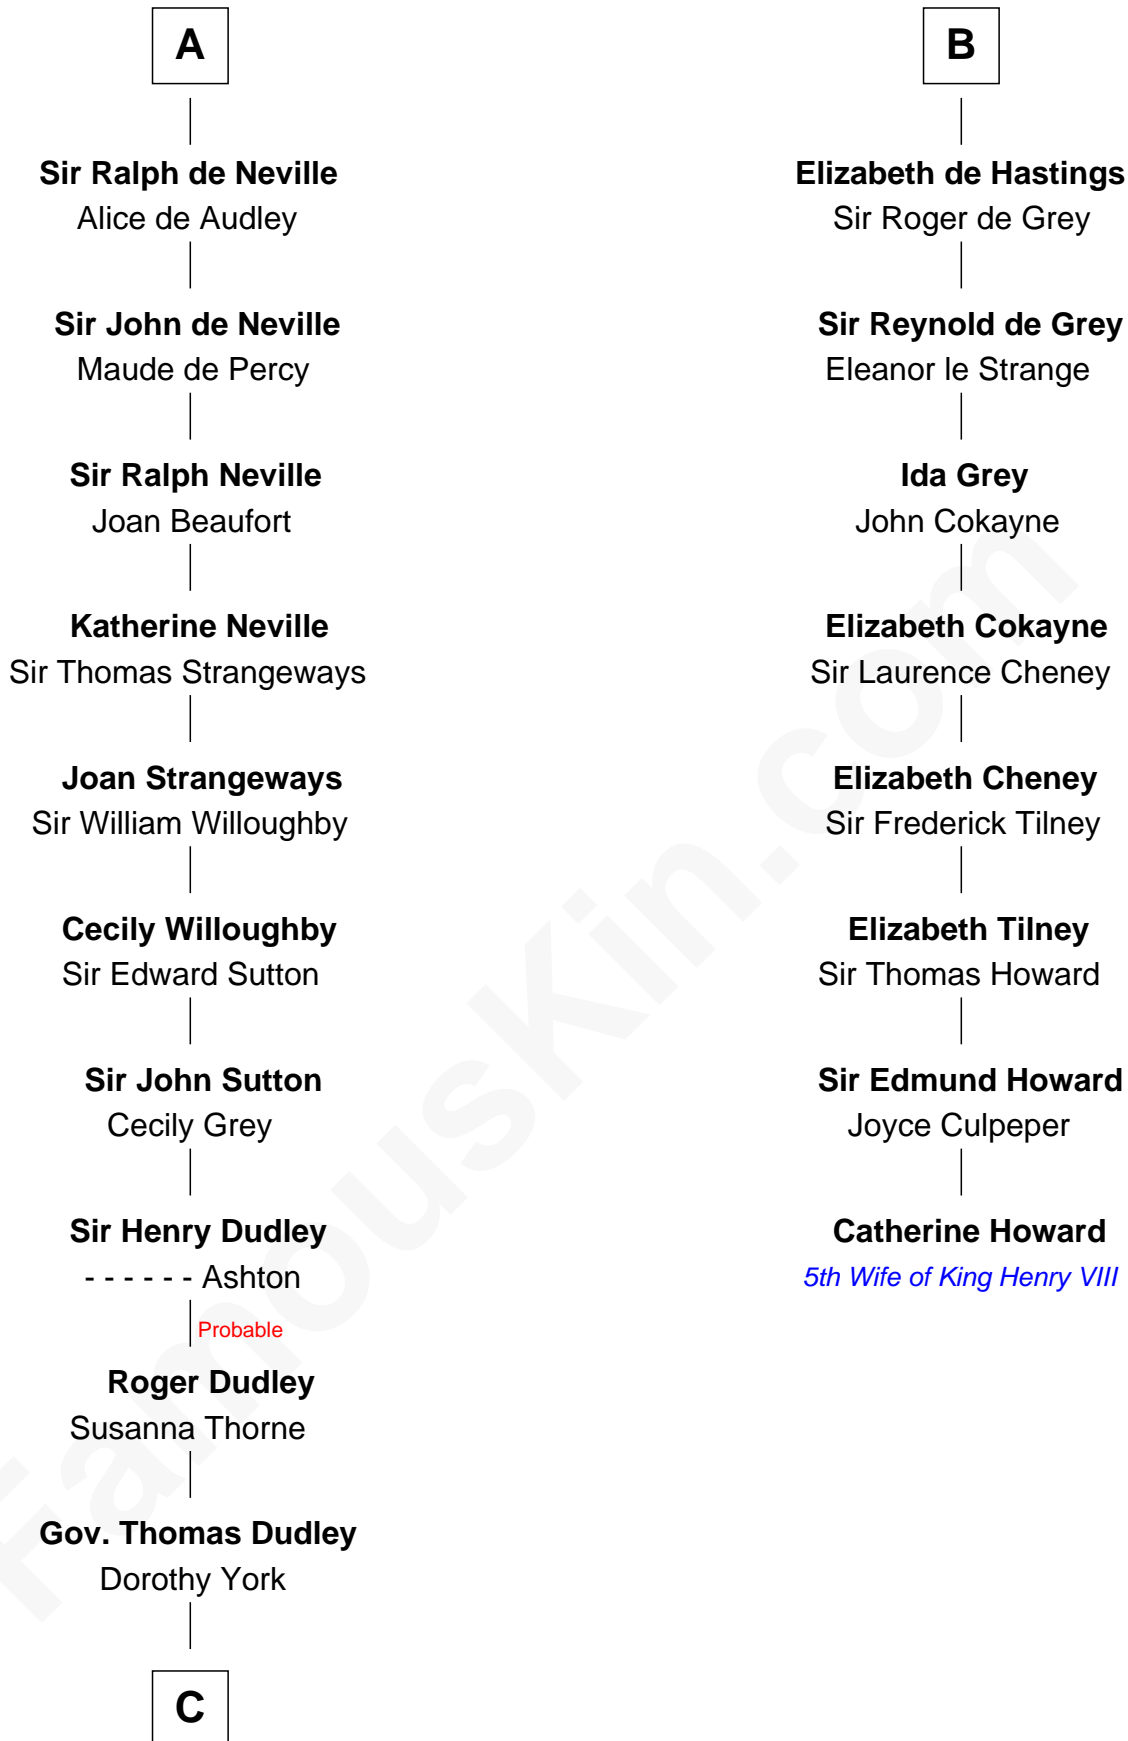 A
Sir Ralph de Neville
Alice de Audley
Sir John de Neville
Maude de Percy
Sir Ralph Neville
Joan Beaufort
Katherine Neville
Sir Thomas Strangeways
Joan Strangeways
Sir William Willoughby
Cecily Willoughby
Sir Edward Sutton
Sir John Sutton
Cecily Grey
Sir Henry Dudley
- - - - - - Ashton
Probable
Roger Dudley
Susanna Thorne
Gov. Thomas Dudley
Dorothy York
C
B
Elizabeth de Hastings
Sir Roger de Grey
Sir Reynold de Grey
Eleanor le Strange
Ida Grey
John Cokayne
Elizabeth Cokayne
Sir Laurence Cheney
Elizabeth Cheney
Sir Frederick Tilney
Elizabeth Tilney
Sir Thomas Howard
Sir Edmund Howard
Joyce Culpeper
Catherine Howard
5th Wife of King Henry VIII
FamousKin.com